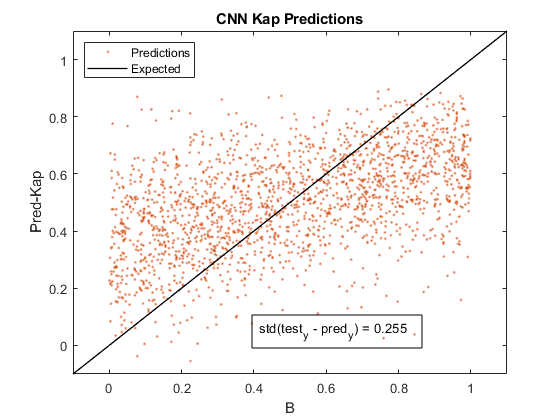 CNN Kap Predictions
Predictions
Expected
Pred-Kap
1
0.8
0.6
0.4
0.2
0
std(test_y - pred_y) = 0.255
0 0.2 0.4 0.6 0.8 1
B